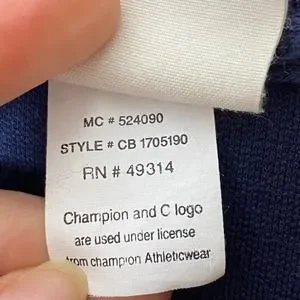 MC # 524090
STYLE # CB 1705190
RN # 49314
Champion and C logo
are used under license
from champion Athleticwear